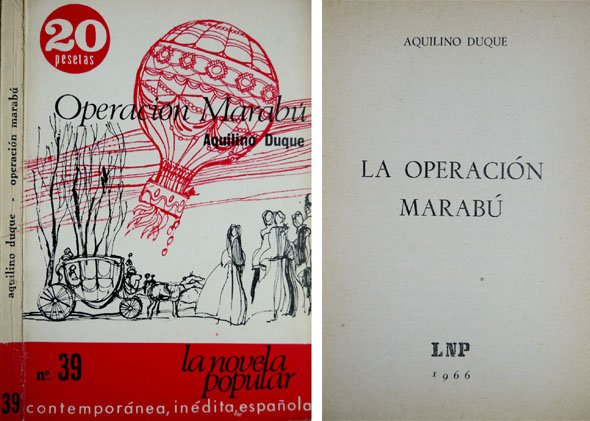 20
pesetas
Operación Marabú
Aquilino Duque
aquilino duque - operación marabú
nº 39
la novela
popular
39
contemporánea, inédita, española
AQUILINO DUQUE
LA OPERACIÓN
MARABÚ
LNP
1966